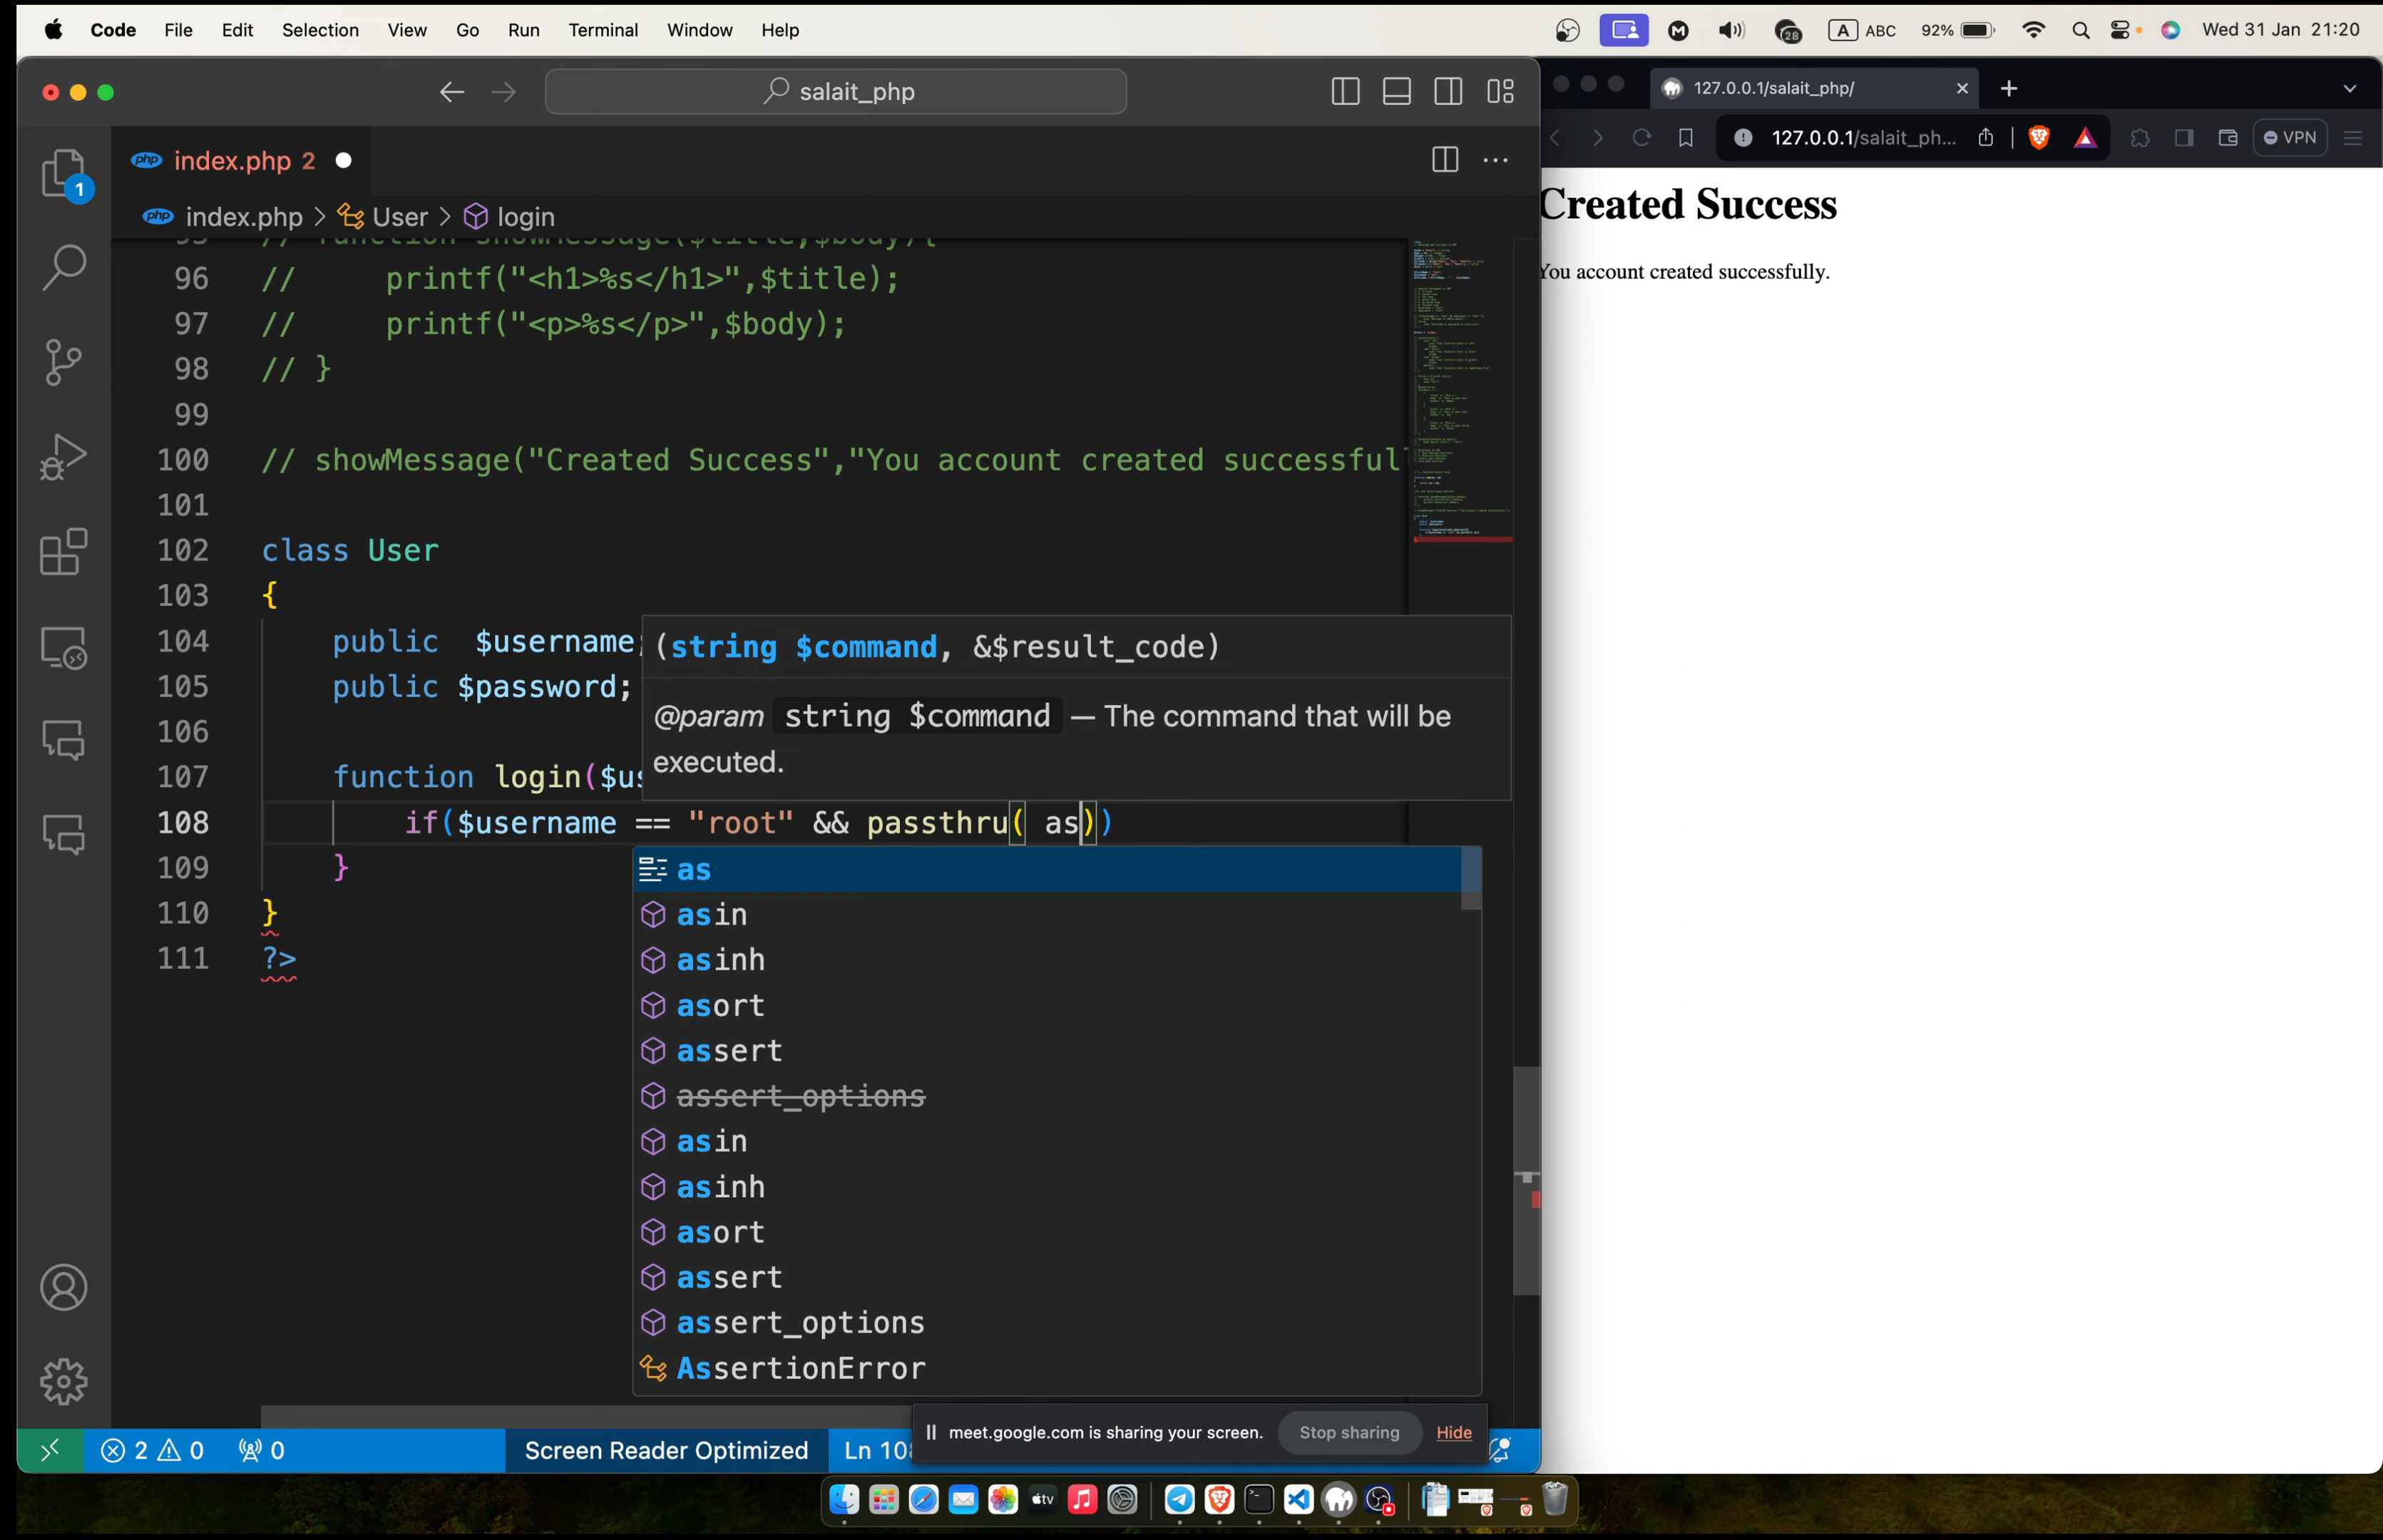 Code File Edit Selection View Go Run Terminal Window Help
28 A ABC 92% Wed 31 Jan 21:20
salait_php
127.0.0.1/salait_php/
php index.php 2
127.0.0.1/salait_ph...
VPN
1
php index.php > User > login
Created Success
You account created successfully.
96 // printf("<h1>%s</h1>",$title);
97 // printf("<p>%s</p>",$body);
98 // }
99
100 // showMessage("Created Success","You account created successful
101
102 class User
103 {
104 public $username;
105 public $password;
106
107 function login($us
108 if($username == "root" && passthru( as))
109 }
110 }
111 ?>
(string $command, &$result_code)
@param string $command — The command that will be
executed.
as
asin
asinh
asort
assert
assert_options
asin
asinh
asort
assert
assert_options
AssertionError
meet.google.com is sharing your screen. Stop sharing Hide
2 0 0 Screen Reader Optimized Ln 108
tv